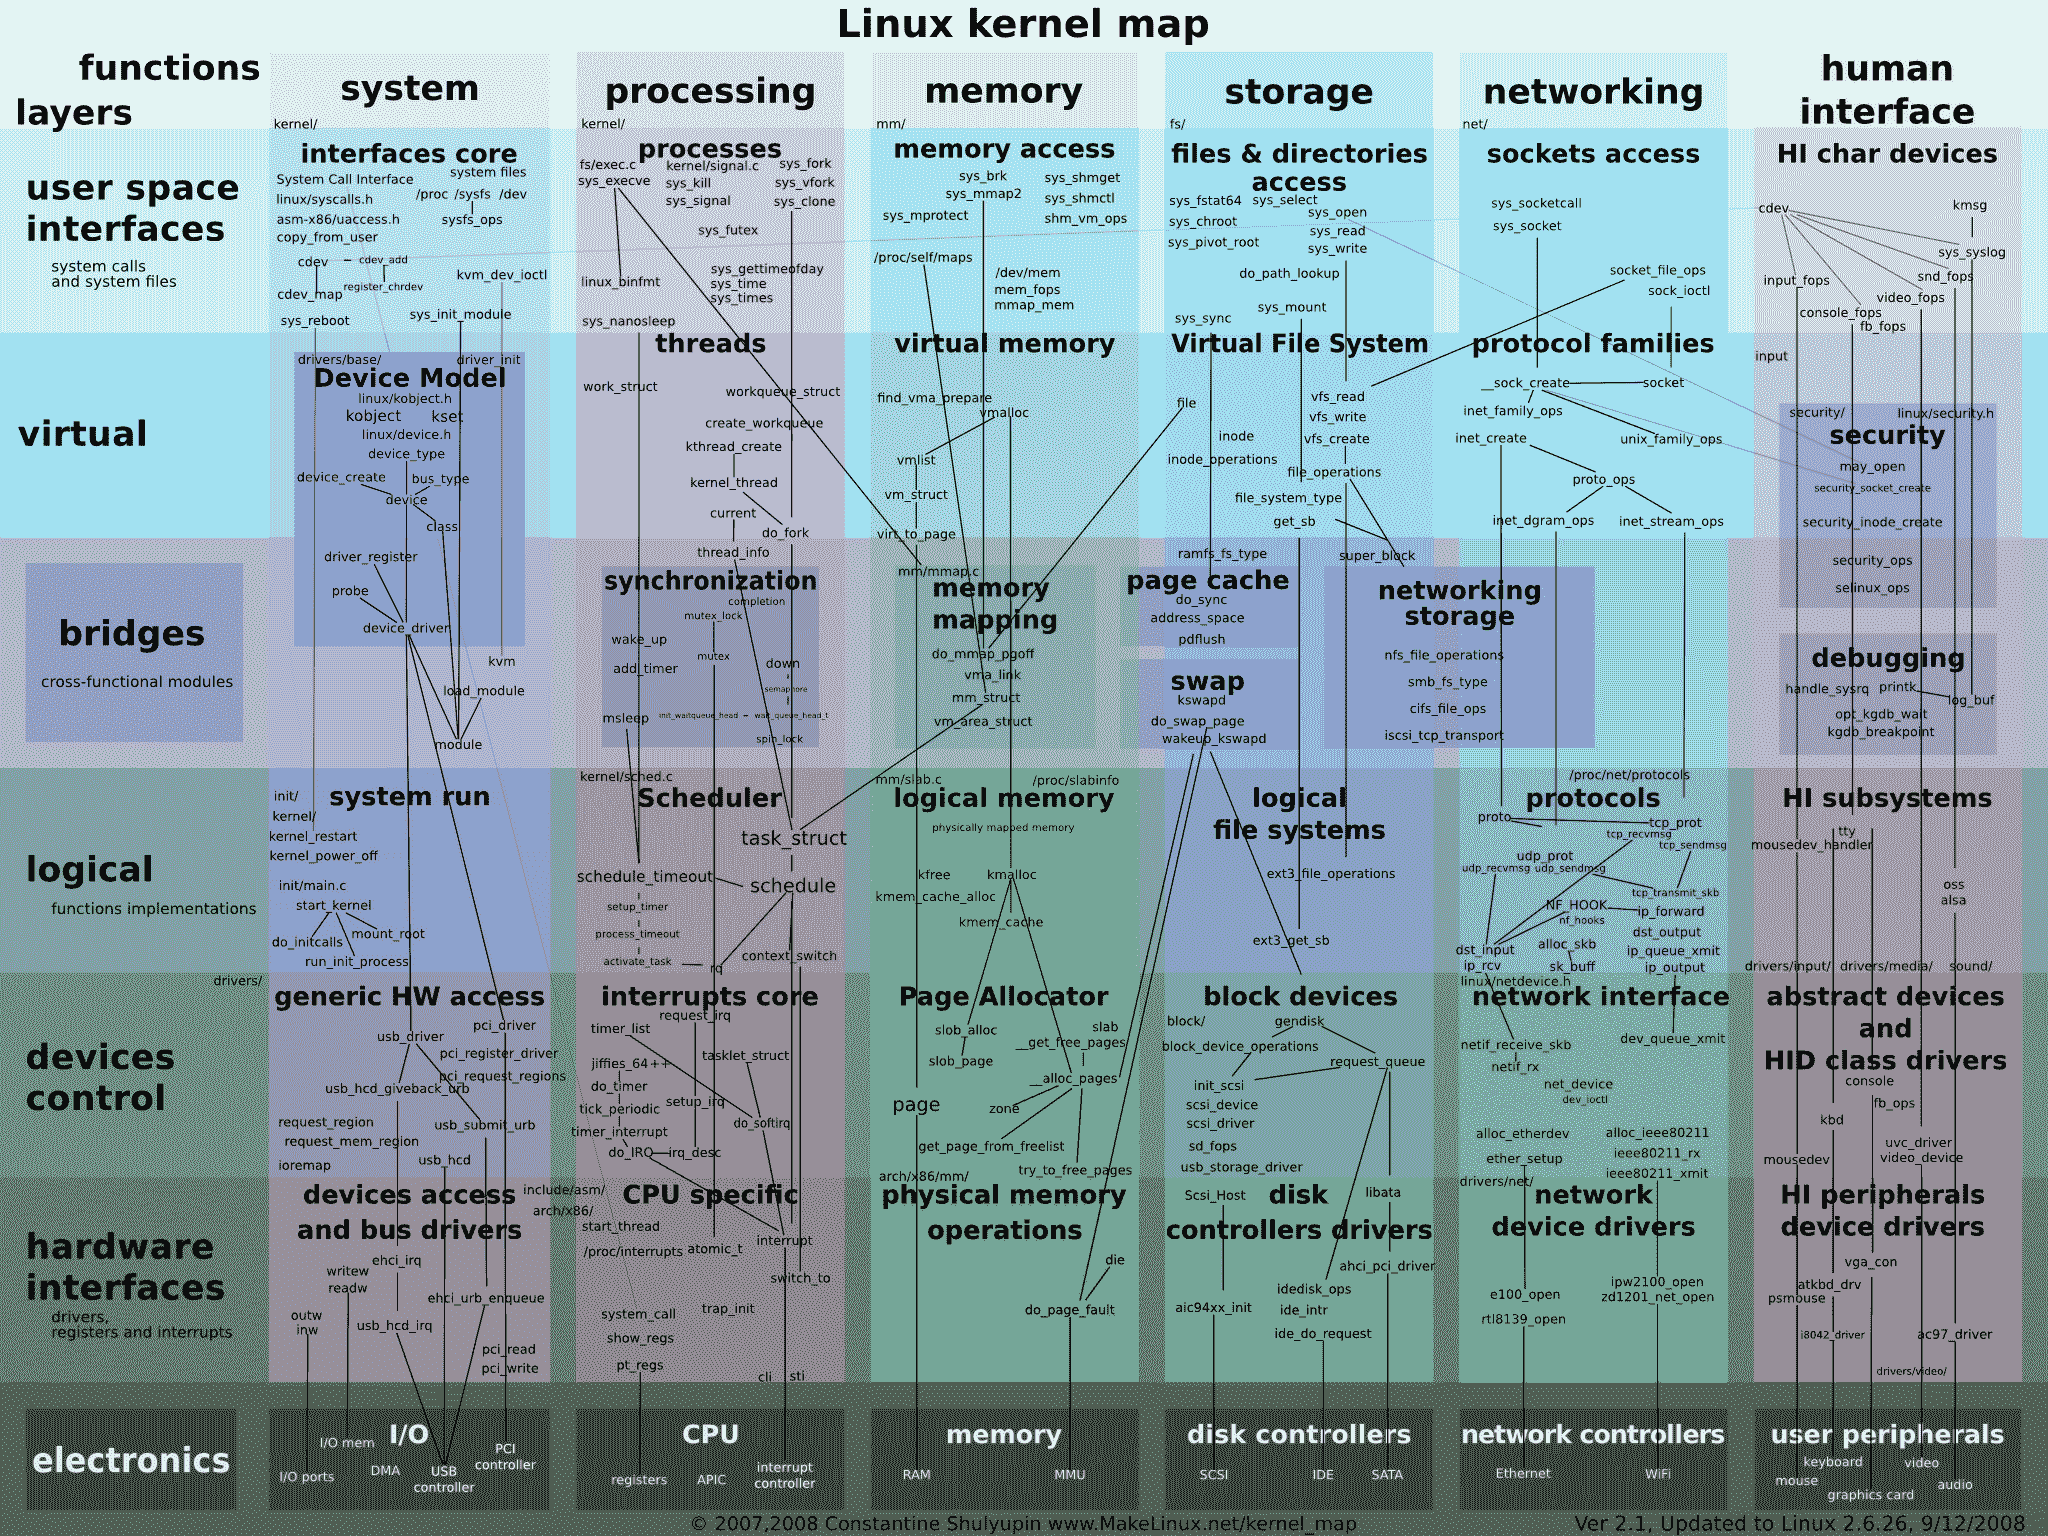 Linux kernel map
functions
layers
system
processing
memory
storage
networking
human
interface
kernel/
kernel/
mm/
fs/
net/
user space
interfaces
system calls
and system files
interfaces core
System Call Interface
system files
linux/syscalls.h
/proc /sysfs /dev
asm-x86/uaccess.h
sysfs_ops
copy_from_user
cdev
cdev_add
kvm_dev_ioctl
cdev_map
register_chrdev
sys_init_module
sys_reboot
processes
fs/exec.c
kernel/signal.c
sys_fork
sys_execve
sys_kill
sys_vfork
sys_signal
sys_clone
sys_futex
sys_gettimeofday
sys_time
sys_times
linux_binfmt
sys_nanosleep
memory access
sys_brk
sys_shmget
sys_mmap2
sys_shmctl
sys_mprotect
shm_vm_ops
/proc/self/maps
/dev/mem
mem_fops
mmap_mem
files & directories
access
sys_fstat64
sys_select
sys_open
sys_chroot
sys_read
sys_pivot_root
sys_write
do_path_lookup
sys_mount
sys_sync
sockets access
sys_socketcall
sys_socket
socket_file_ops
sock_ioctl
HI char devices
cdev
kmsg
sys_syslog
input_fops
snd_fops
video_fops
console_fops
fb_fops
virtual
drivers/base/
driver_init
Device Model
linux/kobject.h
kobject
kset
linux/device.h
device_type
device_create
bus_type
device
class
driver_register
probe
device_driver
kvm
load_module
module
threads
work_struct
workqueue_struct
create_workqueue
kthread_create
kernel_thread
current
do_fork
thread_info
virtual memory
find_vma_prepare
vmalloc
vmlist
vm_struct
virt_to_page
Virtual File System
file
vfs_read
vfs_write
inode
vfs_create
inode_operations
file_operations
file_system_type
get_sb
ramfs_fs_type
super_block
protocol families
__sock_create
socket
inet_family_ops
inet_create
unix_family_ops
proto_ops
inet_dgram_ops
inet_stream_ops
input
security/
linux/security.h
security
may_open
security_socket_create
security_inode_create
security_ops
selinux_ops
bridges
cross-functional modules
synchronization
completion
mutex_lock
wake_up
mutex
add_timer
down
semaphore
msleep
init_waitqueue_head
wait_queue_head_t
spin_lock
mm/mmap.c
memory
mapping
do_mmap_pgoff
vma_link
mm_struct
vm_area_struct
page cache
do_sync
address_space
pdflush
swap
kswapd
do_swap_page
wakeup_kswapd
networking
storage
nfs_file_operations
smb_fs_type
cifs_file_ops
iscsi_tcp_transport
debugging
handle_sysrq
printk
log_buf
opt_kgdb_wait
kgdb_breakpoint
logical
functions implementations
init/
system run
kernel/
kernel_restart
kernel_power_off
init/main.c
start_kernel
mount_root
do_initcalls
run_init_process
kernel/sched.c
Scheduler
task_struct
schedule_timeout
schedule
setup_timer
process_timeout
activate_task
context_switch
rq
mm/slab.c
/proc/slabinfo
logical memory
physically mapped memory
kfree
kmalloc
kmem_cache_alloc
kmem_cache
logical
file systems
ext3_file_operations
ext3_get_sb
/proc/net/protocols
protocols
proto
tcp_prot
tcp_recvmsg
tcp_sendmsg
udp_prot
udp_recvmsg
udp_sendmsg
tcp_transmit_skb
NF_HOOK
ip_forward
nf_hooks
dst_output
alloc_skb
dst_input
ip_queue_xmit
ip_rcv
sk_buff
ip_output
linux/netdevice.h
HI subsystems
tty
mousedev_handler
oss
alsa
drivers/input/
drivers/media/
sound/
drivers/
devices
control
generic HW access
pci_driver
usb_driver
pci_register_driver
pci_request_regions
usb_hcd_giveback_urb
request_region
usb_submit_urb
request_mem_region
usb_hcd
ioremap
interrupts core
request_irq
timer_list
tasklet_struct
jiffies_64++
do_timer
setup_irq
tick_periodic
do_softirq
timer_interrupt
do_IRQ
irq_desc
Page Allocator
slob_alloc
slab
__get_free_pages
slob_page
__alloc_pages
page
zone
get_page_from_freelist
try_to_free_pages
arch/x86/mm/
block devices
block/
gendisk
block_device_operations
request_queue
init_scsi
scsi_device
scsi_driver
sd_fops
usb_storage_driver
network interface
dev_queue_xmit
netif_receive_skb
netif_rx
net_device
dev_ioctl
alloc_etherdev
alloc_ieee80211
ether_setup
ieee80211_rx
ieee80211_xmit
drivers/net/
abstract devices
and
HID class drivers
console
fb_ops
kbd
uvc_driver
mousedev
video_device
hardware
interfaces
drivers,
registers and interrupts
devices access
and bus drivers
include/asm/
arch/x86/
ehci_irq
writew
readw
ehci_urb_enqueue
outw
inw
usb_hcd_irq
pci_read
pci_write
CPU specific
start_thread
/proc/interrupts
atomic_t
interrupt
switch_to
system_call
trap_init
show_regs
pt_regs
cli
sti
physical memory
operations
die
do_page_fault
Scsi_Host
disk
libata
controllers drivers
ahci_pci_driver
idedisk_ops
aic94xx_init
ide_intr
ide_do_request
network
device drivers
ipw2100_open
e100_open
zd1201_net_open
rtl8139_open
HI peripherals
device drivers
vga_con
atkbd_drv
psmouse
i8042_driver
ac97_driver
drivers/video/
electronics
I/O
I/O mem
I/O ports
DMA
USB
controller
PCI
controller
CPU
registers
APIC
interrupt
controller
memory
RAM
MMU
disk controllers
SCSI
IDE
SATA
network controllers
Ethernet
WiFi
user peripherals
keyboard
video
mouse
audio
graphics card
© 2007,2008 Constantine Shulyupin www.MakeLinux.net/kernel_map
Ver 2.1, Updated to Linux 2.6.26, 9/12/2008